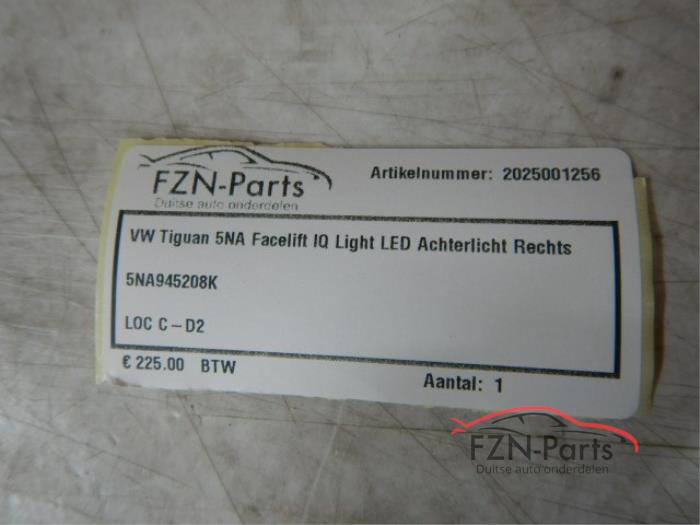 FZN-Parts
Duitse auto onderdelen
Artikelnummer: 2025001256
VW Tiguan 5NA Facelift IQ Light LED Achterlicht Rechts
5NA945208K
LOC C-D2
€ 225.00 BTW
Aantal: 1
FZN-Parts
Duitse auto onderdelen